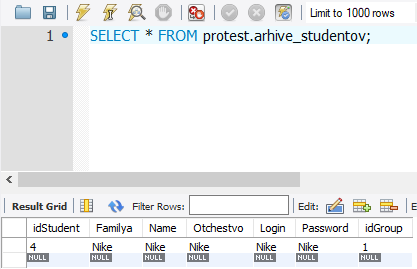 Limit to 1000 rows
1 SELECT * FROM protest.arhive_studentov;
Result Grid Filter Rows: Edit: E
idStudent Familya Name Otchestvo Login Password idGroup
4 Nike Nike Nike Nike Nike 1
NULL NULL NULL NULL NULL NULL NULL